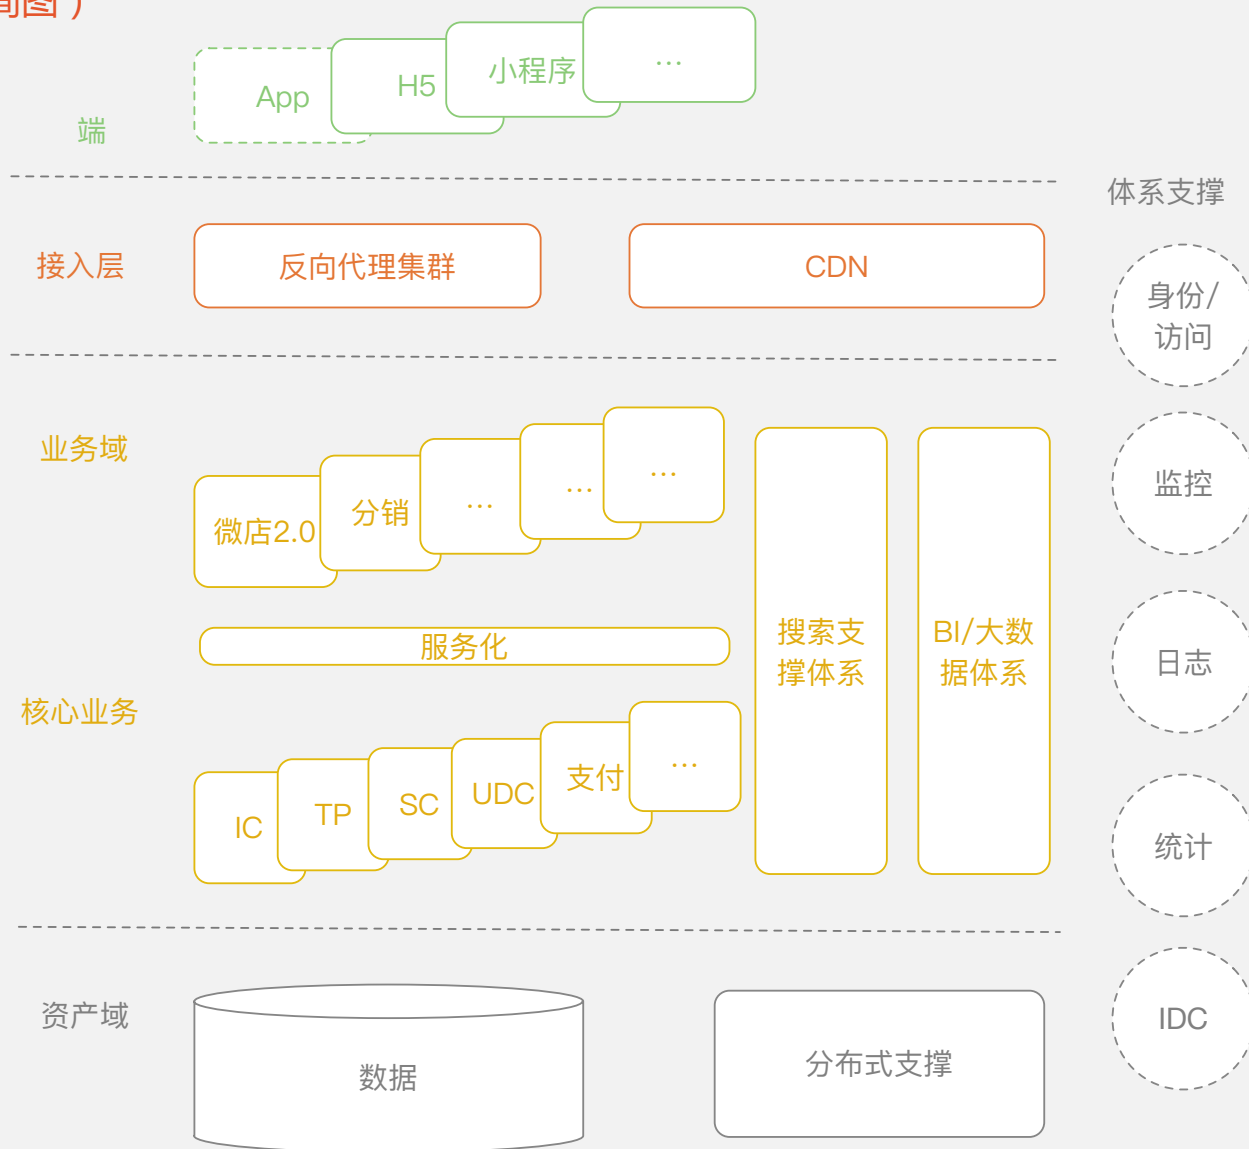 图）
App
H5
小程序
...
端
体系支撑
接入层
反向代理集群
CDN
身份/
访问
业务域
微店2.0
分销
...
...
...
监控
服务化
搜索支
撑体系
BI/大数
据体系
日志
核心业务
IC
TP
SC
UDC
支付
...
统计
资产域
数据
分布式支撑
IDC